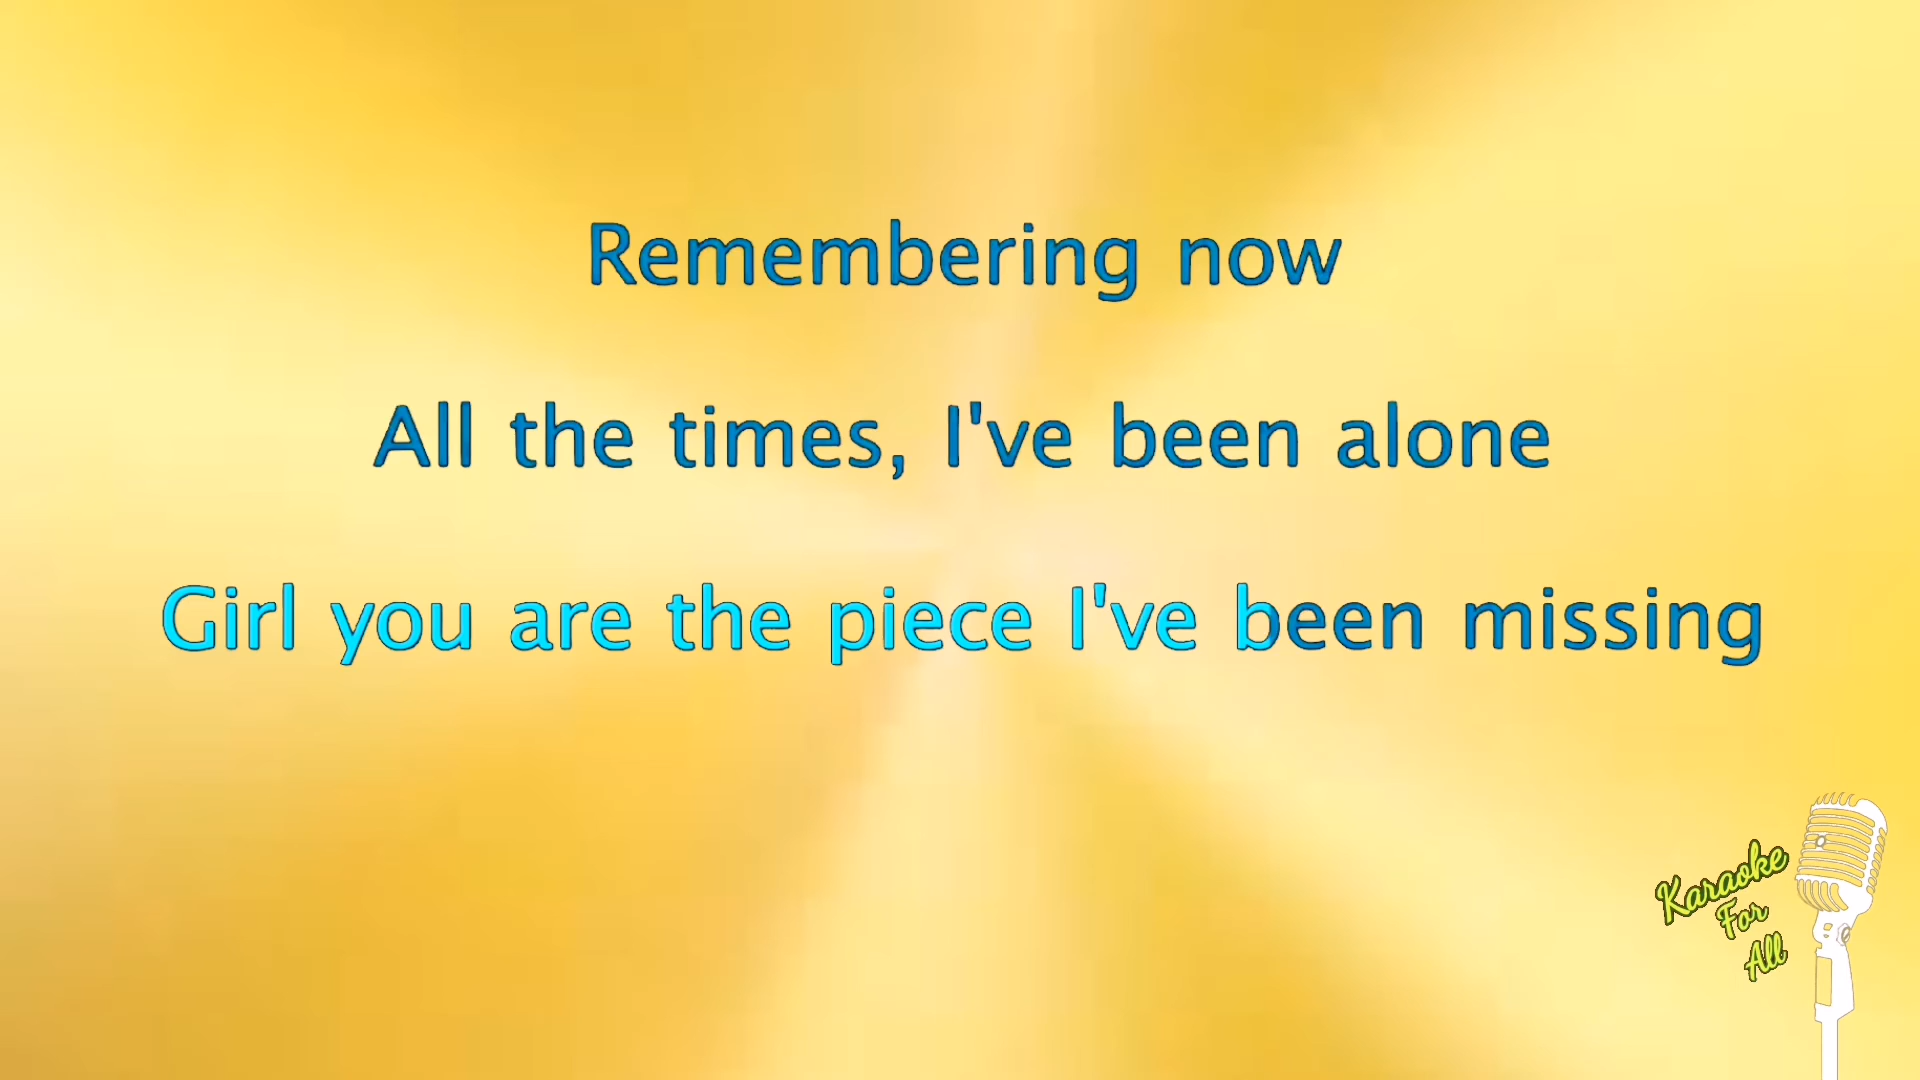 Remembering now
All the times, I've been alone
Girl you are the piece I've been missing
Karaoke
For
All